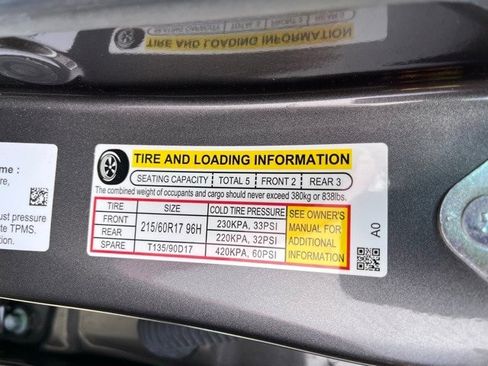 TIRE AND LOADING INFORMATION
SEATING CAPACITY TOTAL 5 FRONT 2 REAR 3
The combined weight of occupants and cargo should never exceed 380kg or 838lbs.
TIRE SIZE COLD TIRE PRESSURE SEE OWNER'S MANUAL FOR ADDITIONAL INFORMATION
FRONT 215/60R17 96H 230KPA, 33PSI
REAR 220KPA, 32PSI
SPARE T135/90D17 420KPA, 60PSI
A0
me :
re,
ust pressure
te TPMS.